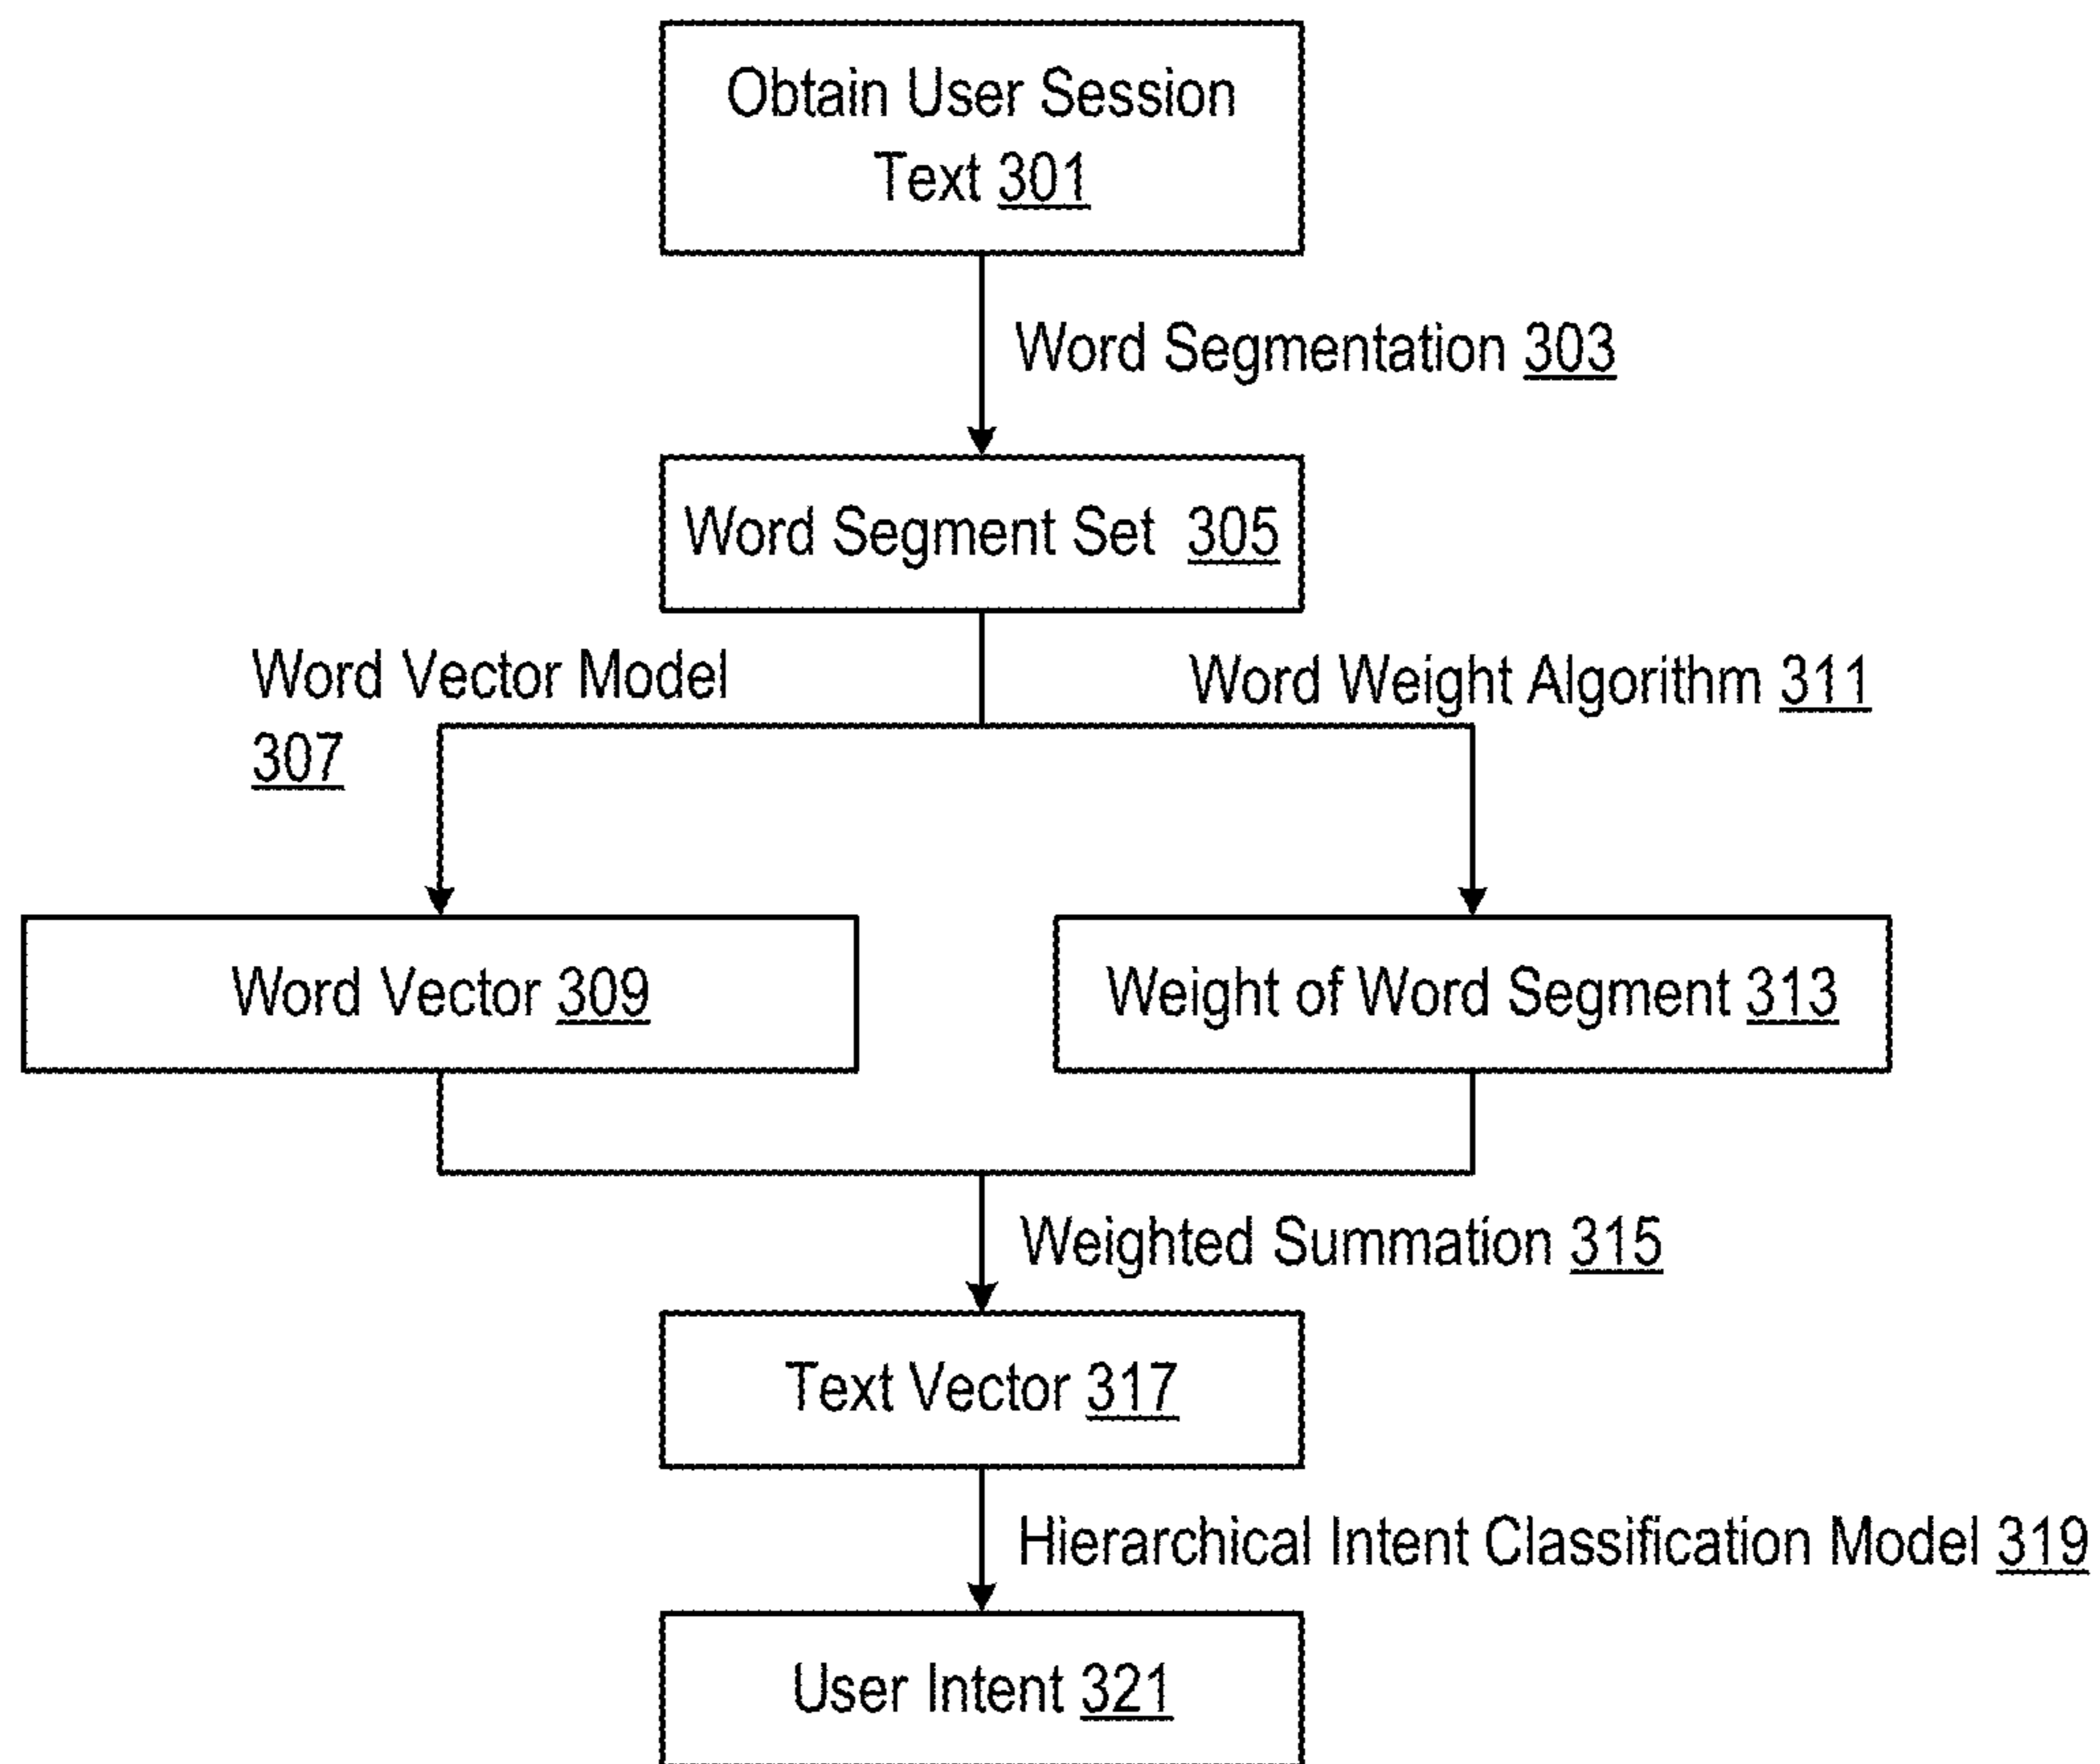 Obtain User Session
Text 301
Word Segmentation 303
Word Segment Set 305
Word Vector Model
307
Word Weight Algorithm 311
Word Vector 309
Weight of Word Segment 313
Weighted Summation 315
Text Vector 317
Hierarchical Intent Classification Model 319
User Intent 321